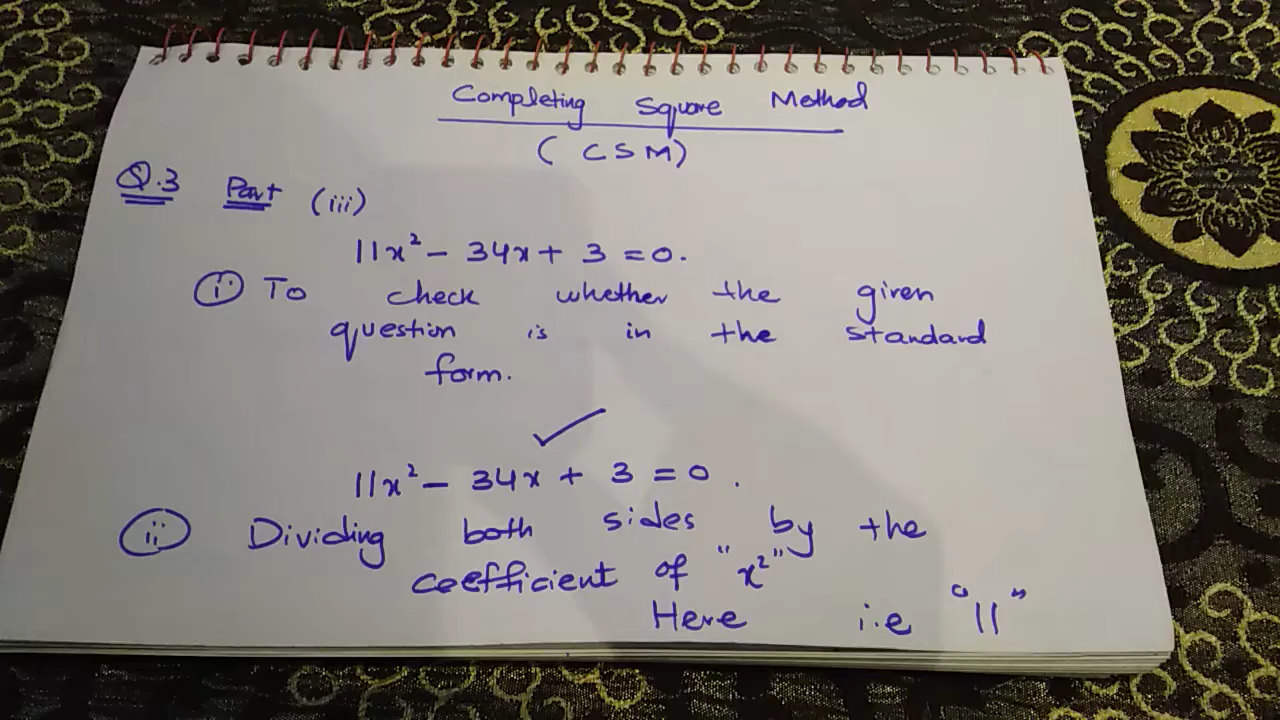 Completing Square Method
(CSM)
Q.3 Part (iii)
11x² - 34x + 3 = 0.
(i) To check whether the given
question is in the standard
form.
✓
11x² - 34x + 3 = 0.
(ii) Dividing both sides by the
coefficient of "x²"
Here i.e "11"